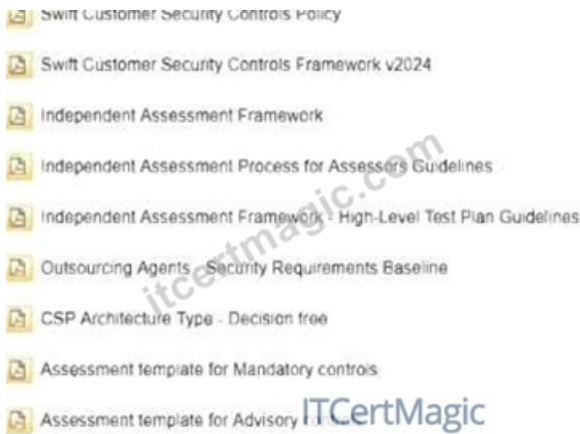 Swift Customer Security Controls Policy
Swift Customer Security Controls Framework v2024
Independent Assessment Framework
Independent Assessment Process for Assessors Guidelines
Independent Assessment Framework - High-Level Test Plan Guidelines
Outsourcing Agents - Security Requirements Baseline
CSP Architecture Type - Decision tree
Assessment template for Mandatory controls
Assessment template for Advisory
itcertmagic.com
ITCertMagic